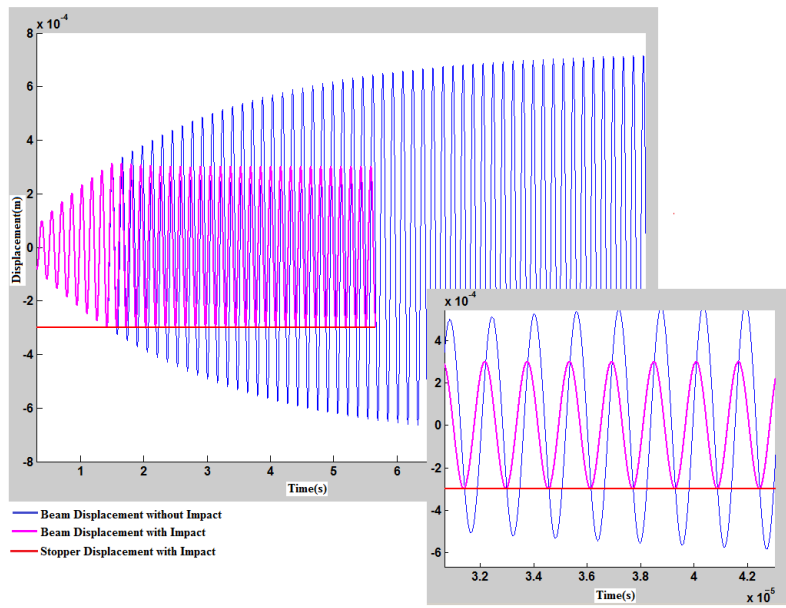 x 10⁻⁴
8
6
4
2
0
-2
-4
-6
-8
Displacement(m)
1 2 3 4 5 6
Time(s)
x 10⁻⁴
4
2
0
-2
-4
-6
3.2 3.4 3.6 3.8 4 4.2
Time(s)
x 10⁻⁵
Beam Displacement without Impact
Beam Displacement with Impact
Stopper Displacement with Impact